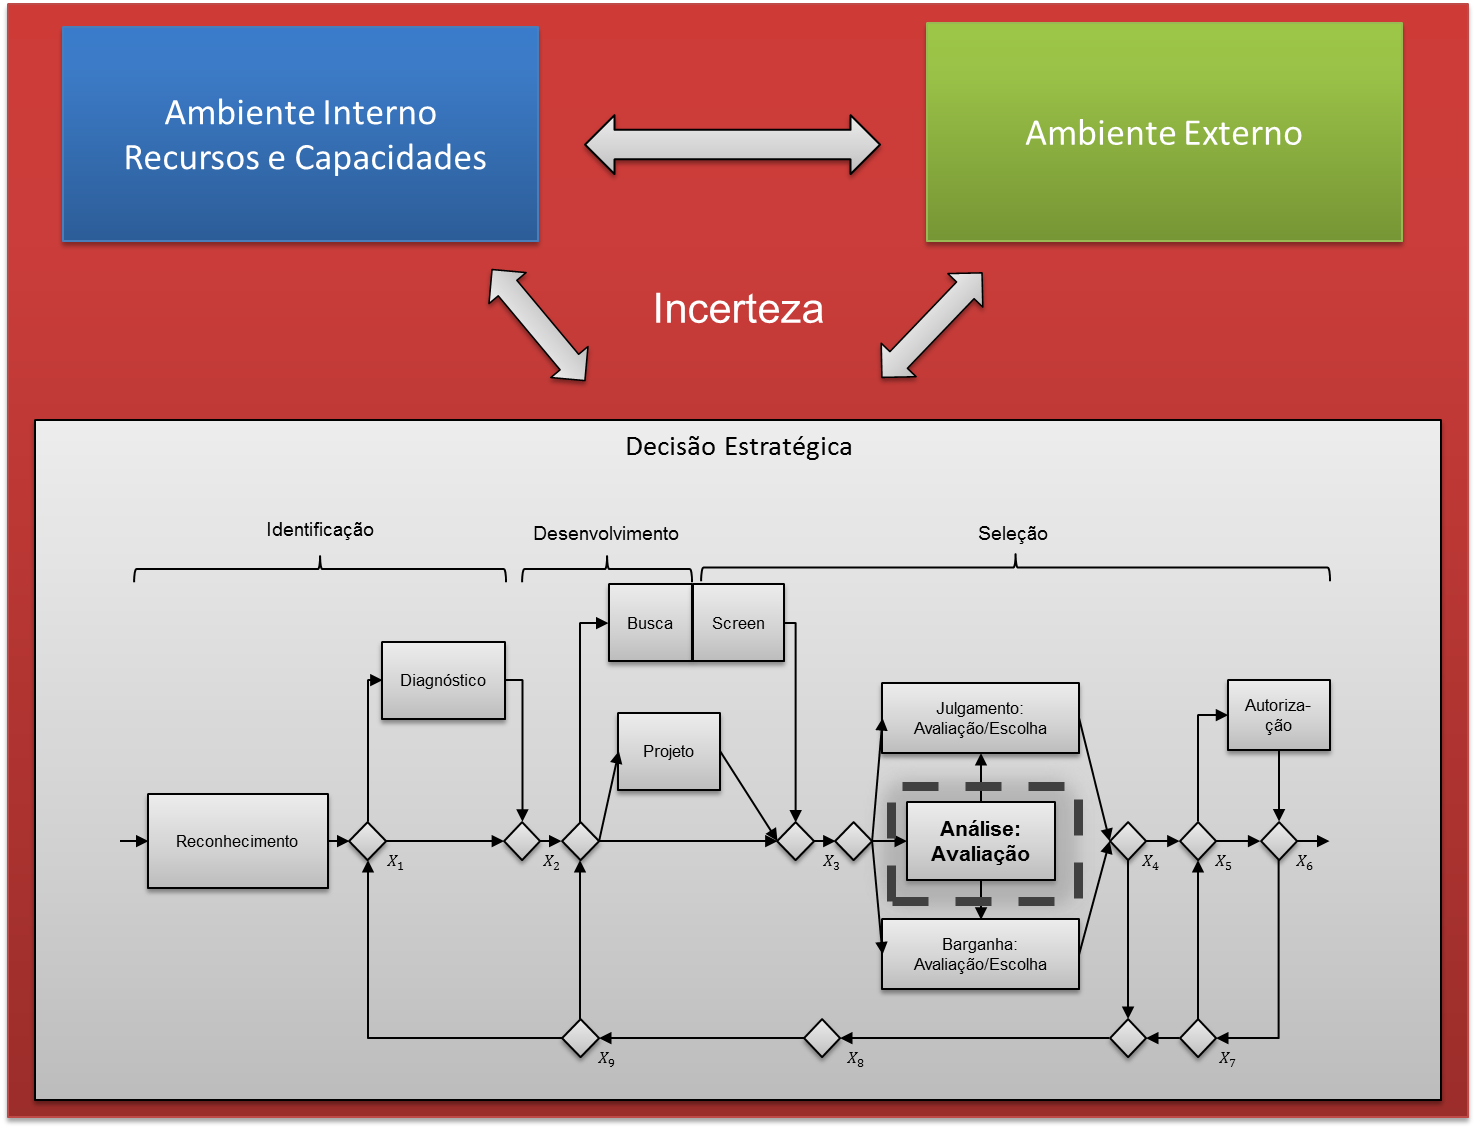 Ambiente Interno
Recursos e Capacidades
Ambiente Externo
Incerteza
Decisão Estratégica
Identificação
Desenvolvimento
Seleção
Busca
Screen
Diagnóstico
Projeto
Julgamento:
Avaliação/Escolha
Autoriza-
ção
Reconhecimento
Análise:
Avaliação
X₁
X₂
X₃
X₄
X₅
X₆
Barganha:
Avaliação/Escolha
X₉
X₈
X₇